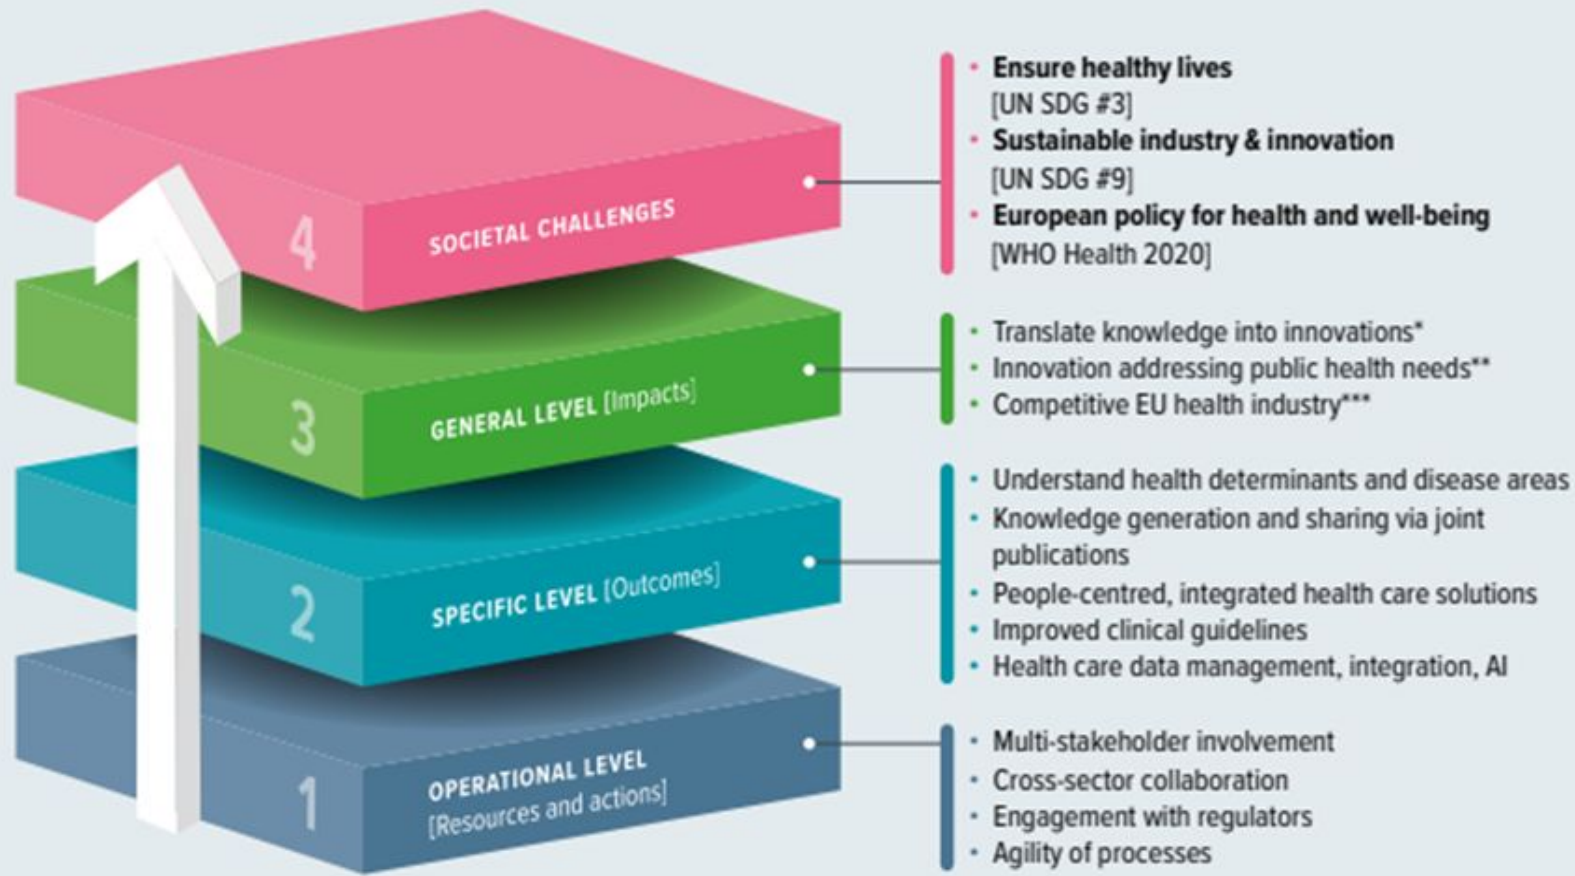 • Ensure healthy lives
[UN SDG #3]
• Sustainable industry & innovation
[UN SDG #9]
• European policy for health and well-being
[WHO Health 2020]
4
SOCIETAL CHALLENGES
• Translate knowledge into innovations*
• Innovation addressing public health needs**
• Competitive EU health industry***
3
GENERAL LEVEL [Impacts]
• Understand health determinants and disease areas
• Knowledge generation and sharing via joint
publications
• People-centred, integrated health care solutions
• Improved clinical guidelines
• Health care data management, integration, AI
2
SPECIFIC LEVEL [Outcomes]
• Multi-stakeholder involvement
• Cross-sector collaboration
• Engagement with regulators
• Agility of processes
1
OPERATIONAL LEVEL
[Resources and actions]